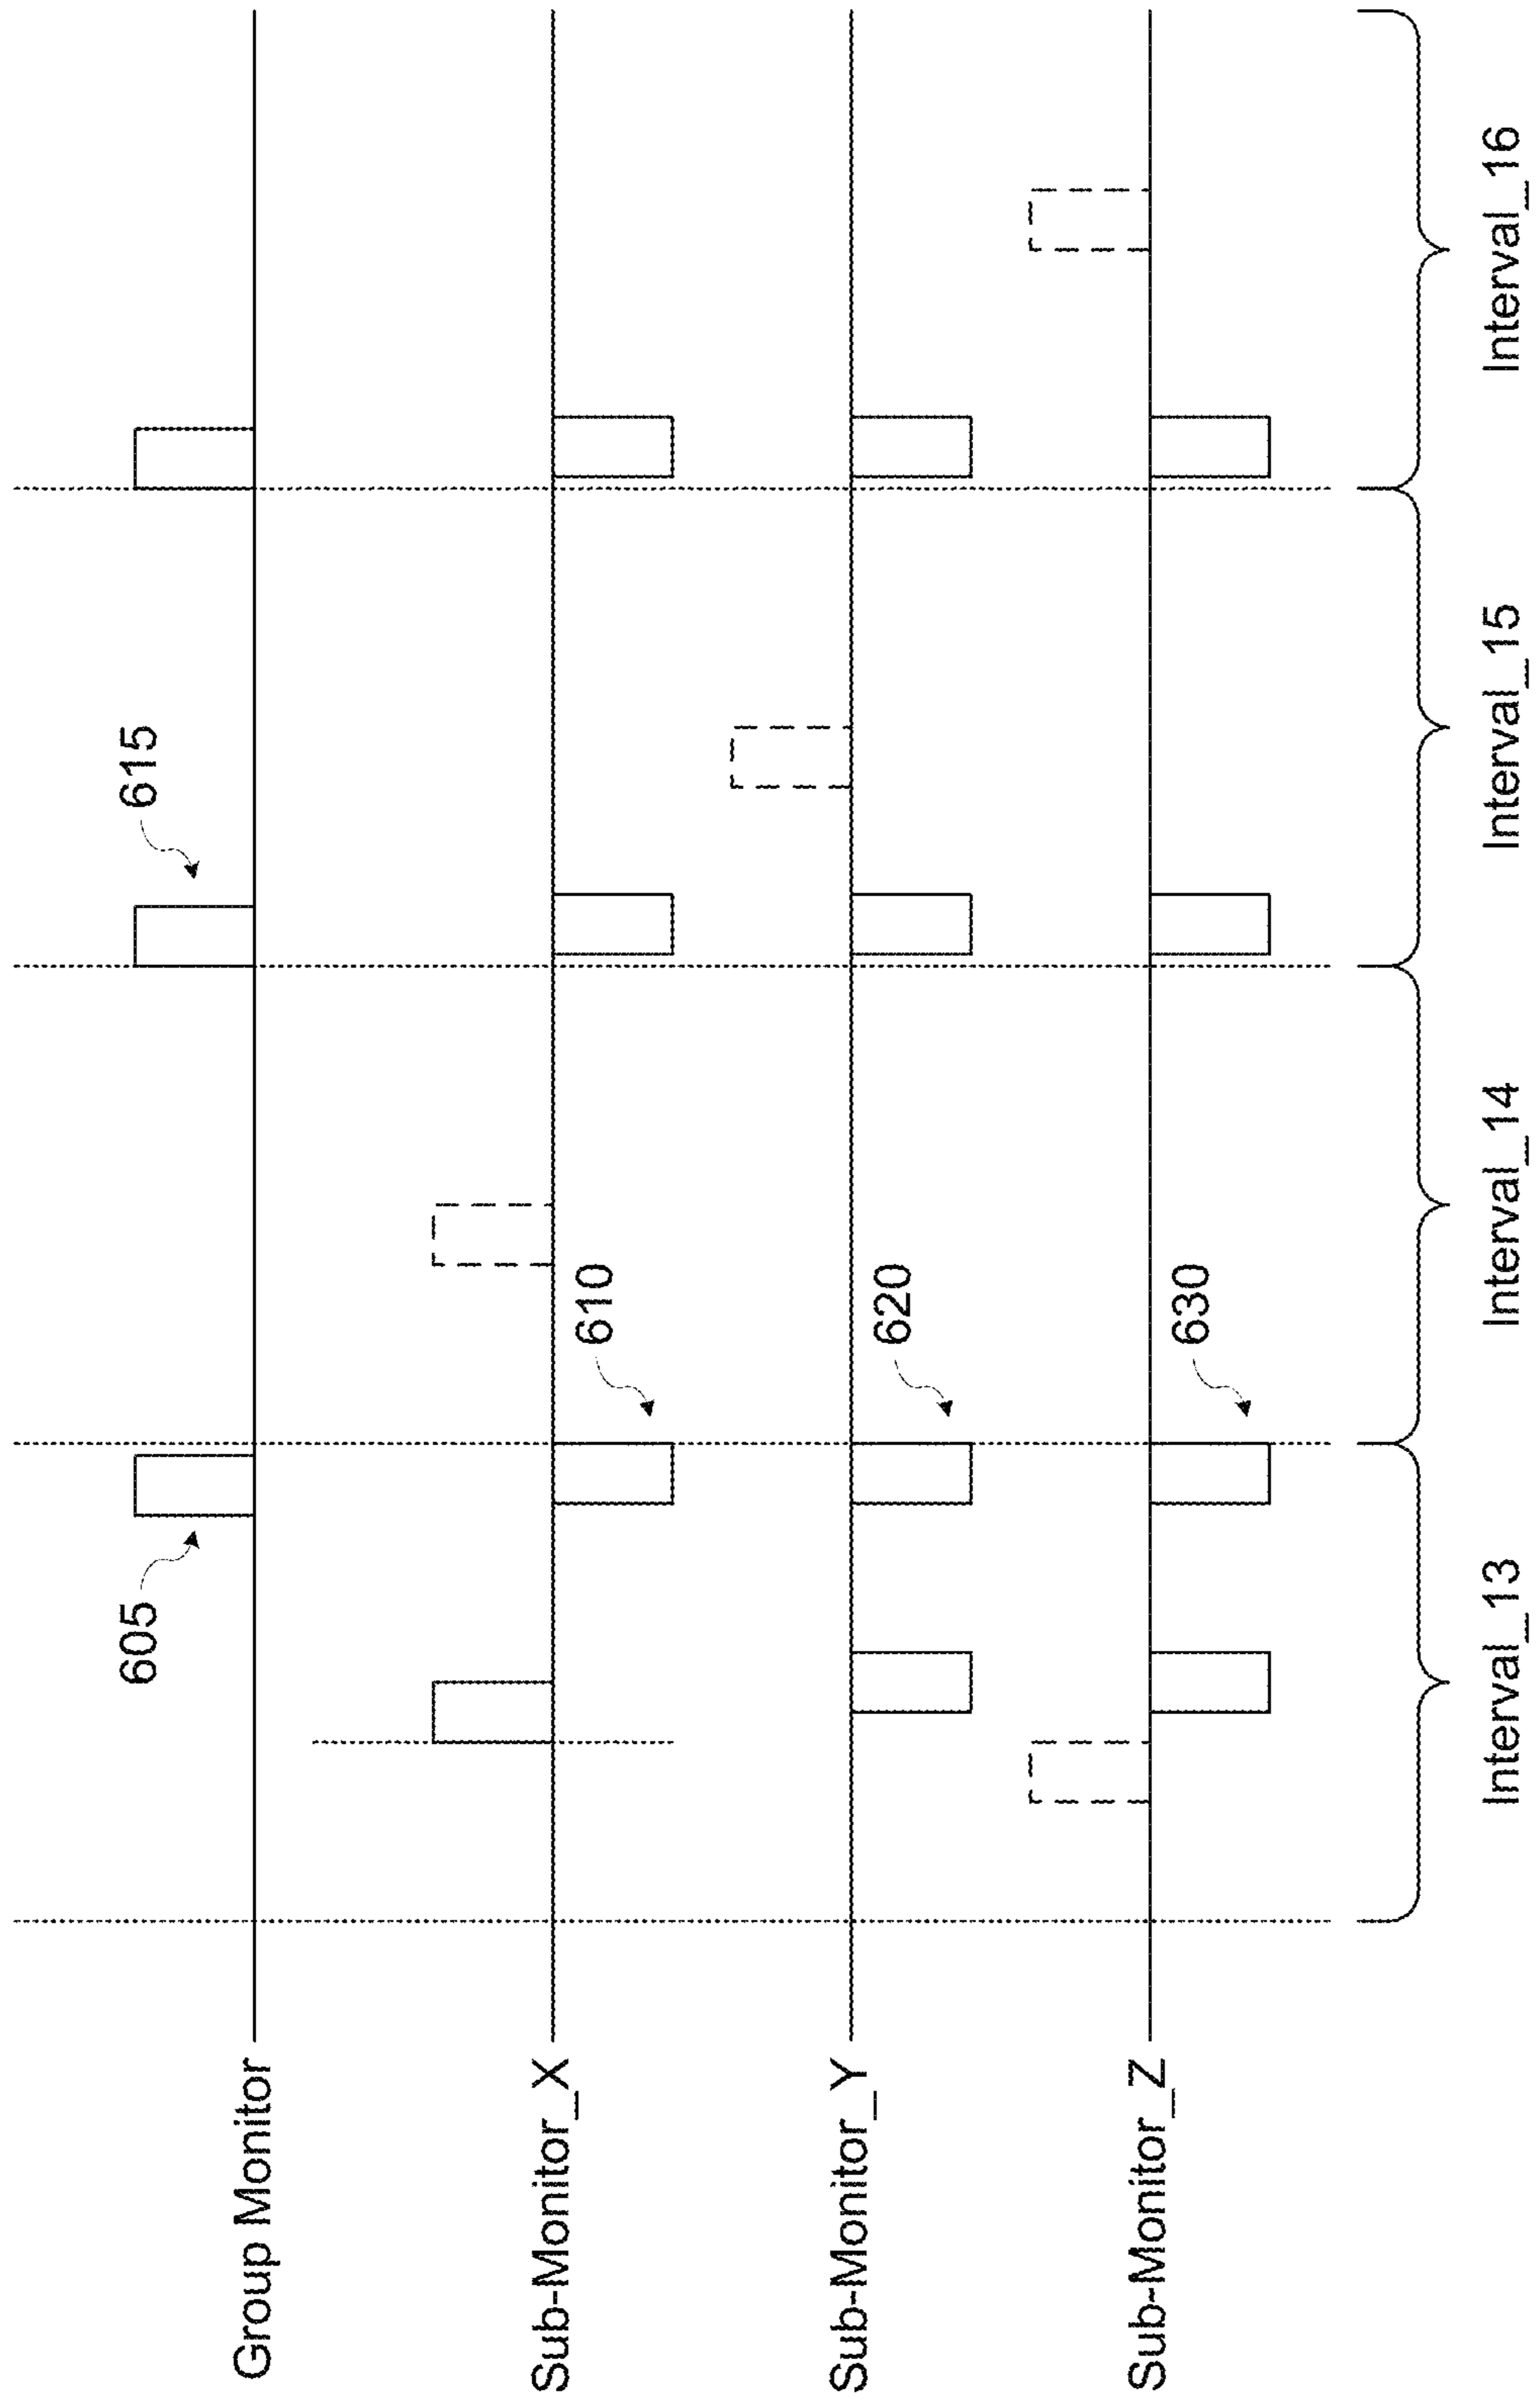 Group Monitor
605
615
Sub-Monitor_X
610
Sub-Monitor_Y
620
Sub-Monitor_Z
630
Interval_13
Interval_14
Interval_15
Interval_16